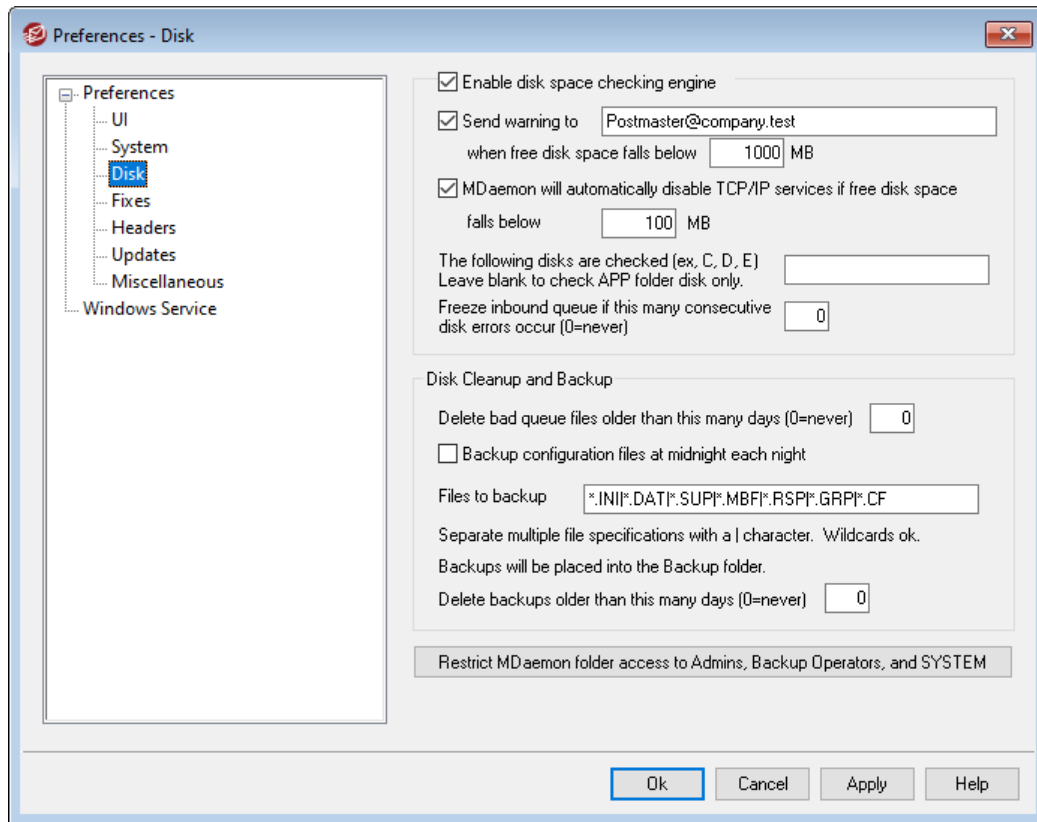 Preferences - Disk
Preferences
UI
System
Disk
Fixes
Headers
Updates
Miscellaneous
Windows Service
Enable disk space checking engine
Send warning to Postmaster@company.test
when free disk space falls below 1000 MB
MDaemon will automatically disable TCP/IP services if free disk space
falls below 100 MB
The following disks are checked (ex, C, D, E)
Leave blank to check APP folder disk only.
Freeze inbound queue if this many consecutive
disk errors occur (0=never) 0
Disk Cleanup and Backup
Delete bad queue files older than this many days (0=never) 0
Backup configuration files at midnight each night
Files to backup *.INI|*.DAT|*.SUP|*.MBF|*.RSP|*.GRP|*.CF
Separate multiple file specifications with a | character.  Wildcards ok.
Backups will be placed into the Backup folder.
Delete backups older than this many days (0=never) 0
Restrict MDaemon folder access to Admins, Backup Operators, and SYSTEM
Ok Cancel Apply Help